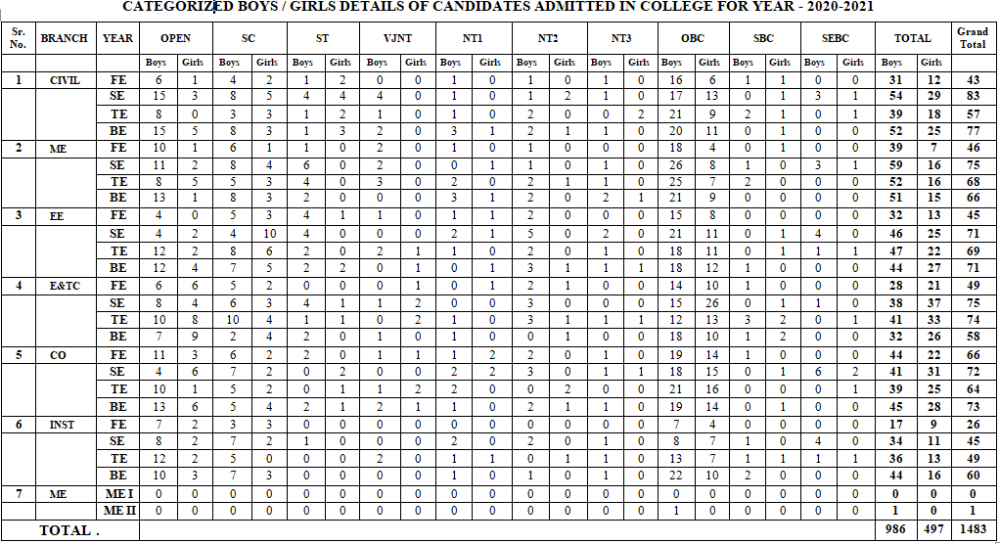 CATEGORIZED BOYS / GIRLS DETAILS OF CANDIDATES ADMITTED IN COLLEGE FOR YEAR - 2020-2021
Sr. No. BRANCH YEAR OPEN SC ST VJNT NT1 NT2 NT3 OBC SBC SEBC TOTAL Grand Total
Boys Girls Boys Girls Boys Girls Boys Girls Boys Girls Boys Girls Boys Girls Boys Girls Boys Girls Boys Girls Boys Girls
1 CIVIL FE 6 1 4 2 1 2 0 0 1 0 1 0 1 0 16 6 1 1 0 0 31 12 43
SE 15 3 8 5 4 4 4 0 1 0 1 2 1 0 17 13 0 1 3 1 54 29 83
TE 8 0 3 3 1 2 1 0 1 0 2 0 0 2 21 9 2 1 0 1 39 18 57
BE 15 5 8 3 1 3 2 0 3 1 2 1 1 0 20 11 0 1 0 0 52 25 77
2 ME FE 10 1 6 1 1 0 2 0 1 0 1 0 0 0 18 4 0 1 0 0 39 7 46
SE 11 2 8 4 6 0 2 0 0 1 1 0 1 0 26 8 1 0 3 1 59 16 75
TE 8 5 5 3 4 0 3 0 2 0 2 1 1 0 25 7 2 0 0 0 52 16 68
BE 13 1 8 3 2 0 0 0 3 1 2 0 2 1 21 9 0 0 0 0 51 15 66
3 EE FE 4 0 5 3 4 1 1 0 1 1 2 0 0 0 15 8 0 0 0 0 32 13 45
SE 4 2 4 10 4 0 0 0 2 1 5 0 2 0 21 11 0 1 4 0 46 25 71
TE 12 2 8 6 2 0 2 1 1 0 2 0 1 0 18 11 0 1 1 1 47 22 69
BE 12 4 7 5 2 2 0 1 0 1 3 1 1 1 18 12 1 0 0 0 44 27 71
4 E&TC FE 6 6 5 2 0 0 0 1 0 1 2 1 0 0 14 10 1 0 0 0 28 21 49
SE 8 4 6 3 4 1 1 2 0 0 3 0 0 0 15 26 0 1 1 0 38 37 75
TE 10 8 10 4 1 1 0 2 1 0 3 1 1 1 12 13 3 2 0 1 41 33 74
BE 7 9 2 4 2 0 1 0 1 0 1 1 0 0 18 10 1 2 0 0 32 26 58
5 CO FE 11 3 6 2 2 0 1 1 1 2 2 0 1 0 19 14 1 0 0 0 44 22 66
SE 4 6 7 2 0 2 0 0 2 2 3 0 1 1 18 15 0 1 6 2 41 31 72
TE 10 1 5 2 0 1 1 2 2 0 0 2 0 0 21 16 0 0 0 1 39 25 64
BE 13 6 5 4 2 1 2 1 1 0 2 0 1 0 19 14 0 1 0 0 45 28 73
6 INST FE 7 2 3 3 0 0 0 0 0 0 0 0 0 0 7 4 0 0 0 0 17 9 26
SE 8 2 7 2 1 0 0 0 2 0 2 0 1 0 8 7 1 0 4 0 34 11 45
TE 12 2 5 0 0 0 2 0 1 1 0 1 1 0 13 7 1 1 1 1 36 13 49
BE 10 3 7 3 0 0 0 0 1 0 1 0 1 0 22 10 2 0 0 0 44 16 60
7 ME ME I 0 0 0 0 0 0 0 0 0 0 0 0 0 0 0 0 0 0 0 0 0 0 0
ME II 0 0 0 0 0 0 0 0 0 0 0 0 0 0 1 0 0 0 0 0 1 0 1
TOTAL . 986 497 1483